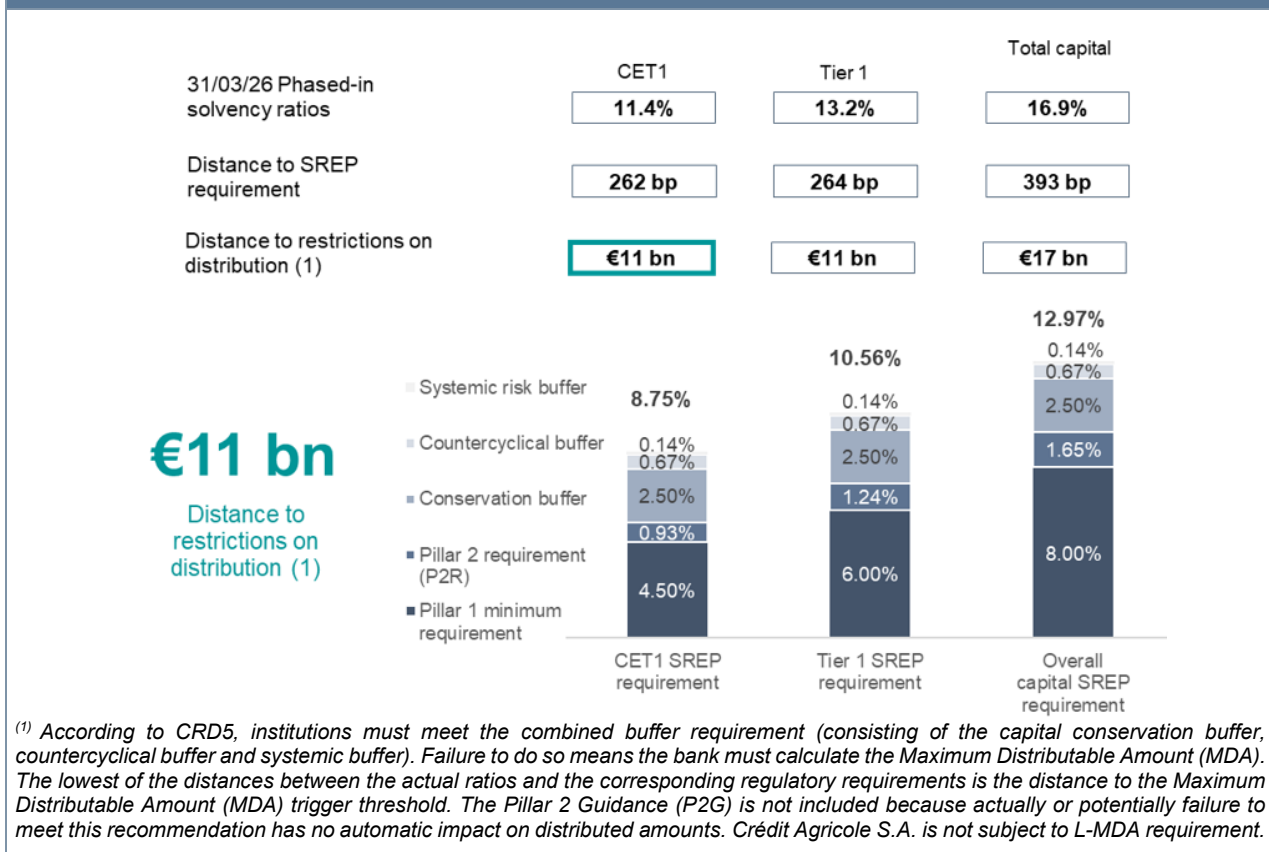 Total capital
CET1
Tier 1
31/03/26 Phased-in
solvency ratios
11.4%
13.2%
16.9%
Distance to SREP
requirement
262 bp
264 bp
393 bp
Distance to restrictions on
distribution (1)
€11 bn
€11 bn
€17 bn
€11 bn
Distance to
restrictions on
distribution (1)
Systemic risk buffer
Countercyclical buffer
Conservation buffer
Pillar 2 requirement
(P2R)
Pillar 1 minimum
requirement
8.75%
0.14%
0.67%
2.50%
0.93%
4.50%
CET1 SREP
requirement
10.56%
0.14%
0.67%
2.50%
1.24%
6.00%
Tier 1 SREP
requirement
12.97%
0.14%
0.67%
2.50%
1.65%
8.00%
Overall
capital SREP
requirement
(1) According to CRD5, institutions must meet the combined buffer requirement (consisting of the capital conservation buffer,
countercyclical buffer and systemic buffer). Failure to do so means the bank must calculate the Maximum Distributable Amount (MDA).
The lowest of the distances between the actual ratios and the corresponding regulatory requirements is the distance to the Maximum
Distributable Amount (MDA) trigger threshold. The Pillar 2 Guidance (P2G) is not included because actually or potentially failure to
meet this recommendation has no automatic impact on distributed amounts. Crédit Agricole S.A. is not subject to L-MDA requirement.